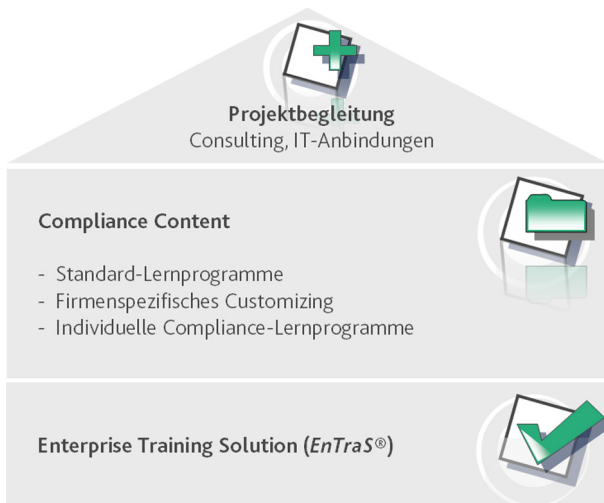 Projektbegleitung
Consulting, IT-Anbindungen
Compliance Content
- Standard-Lernprogramme
- Firmenspezifisches Customizing
- Individuelle Compliance-Lernprogramme
Enterprise Training Solution (EnTraS®)